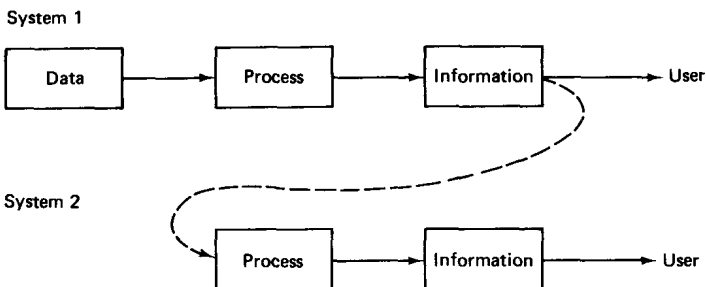 System 1
Data Process Information User
System 2
Process Information User